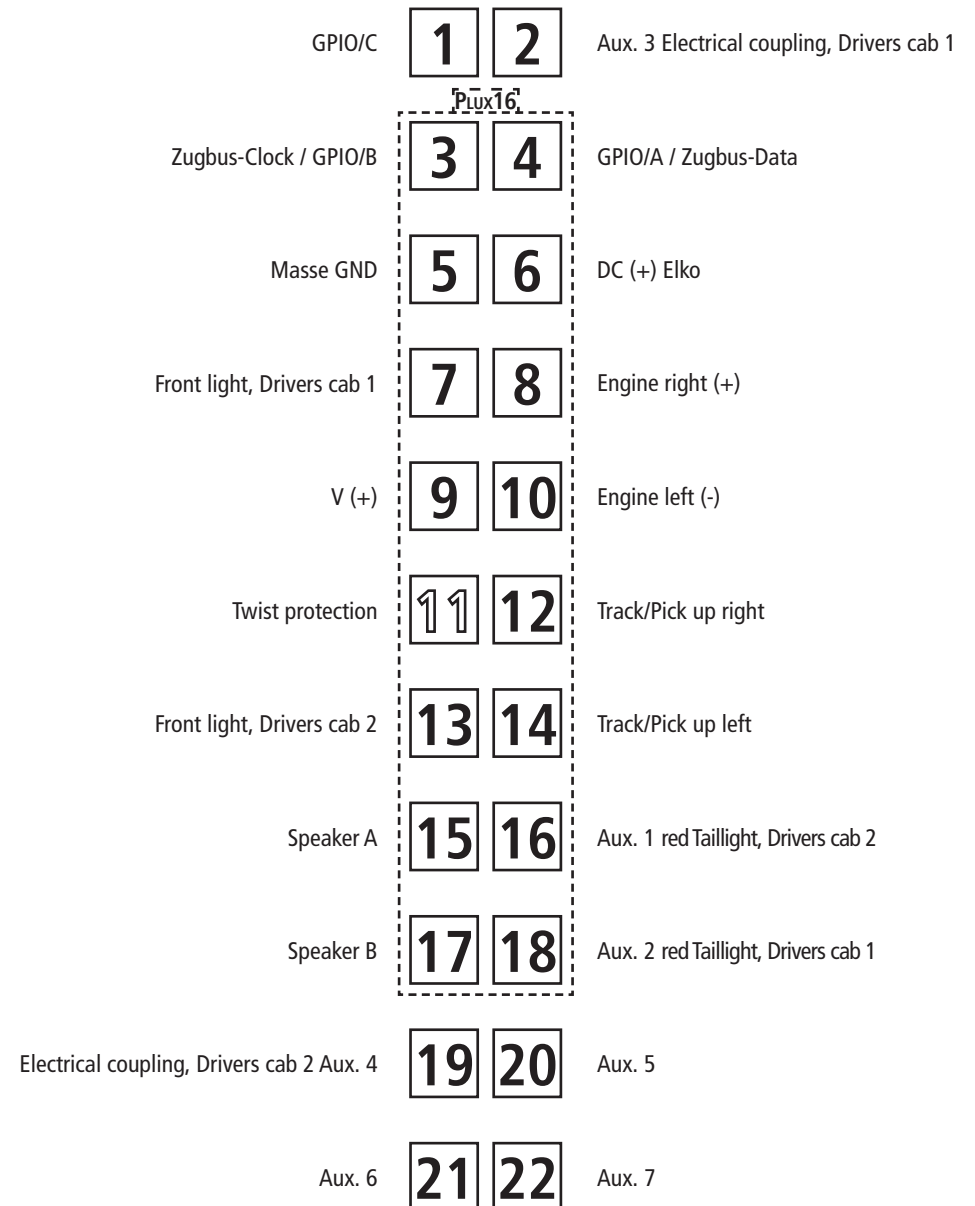 GPIO/C 1 2 Aux. 3 Electrical coupling, Drivers cab 1
PLUX16
Zugbus-Clock / GPIO/B 3 4 GPIO/A / Zugbus-Data
Masse GND 5 6 DC (+) Elko
Front light, Drivers cab 1 7 8 Engine right (+)
V (+) 9 10 Engine left (-)
Twist protection 11 12 Track/Pick up right
Front light, Drivers cab 2 13 14 Track/Pick up left
Speaker A 15 16 Aux. 1 red Taillight, Drivers cab 2
Speaker B 17 18 Aux. 2 red Taillight, Drivers cab 1
Electrical coupling, Drivers cab 2 Aux. 4 19 20 Aux. 5
Aux. 6 21 22 Aux. 7